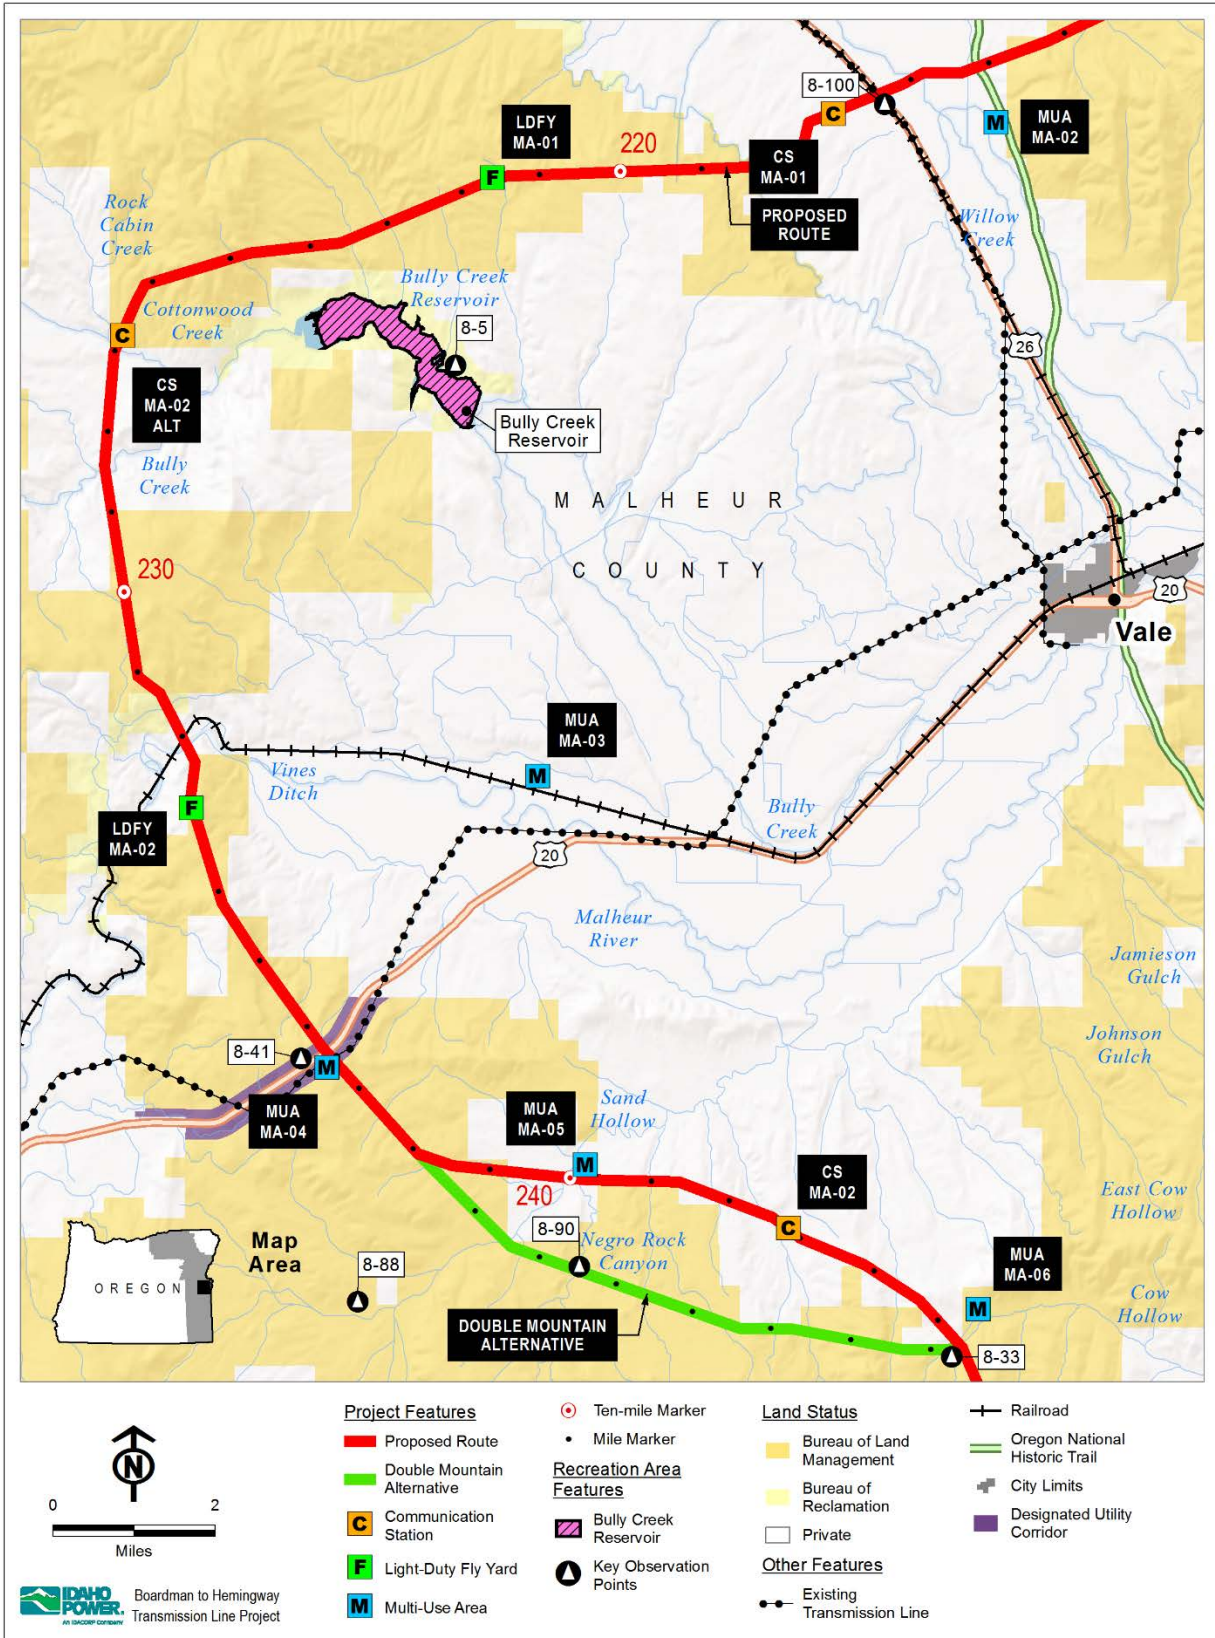 8-100
C
M
MUA
MA-02
LDFY
MA-01
220
F
CS
MA-01
PROPOSED
ROUTE
Rock
Cabin
Creek
Willow
Creek
Bully Creek
Reservoir
Cottonwood
Creek
8-5
C
26
CS
MA-02
ALT
Bully Creek
Reservoir
Bully
Creek
MALHEUR
COUNTY
230
20
Vale
MUA
MA-03
M
Vines
Ditch
F
LDFY
MA-02
Bully
Creek
20
Malheur
River
Jamieson
Gulch
Johnson
Gulch
8-41
M
MUA
MA-04
Sand
Hollow
MUA
MA-05
M
CS
MA-02
240
C
East Cow
Hollow
8-90
Negro Rock
Canyon
Map
Area
OREGON
8-88
MUA
MA-06
M
Cow
Hollow
DOUBLE MOUNTAIN
ALTERNATIVE
8-33
N
0 2
Miles
IDAHO
POWER.
AN IDACORP COMPANY
Boardman to Hemingway
Transmission Line Project
Project Features
Proposed Route
Double Mountain
Alternative
C
Communication
Station
F
Light-Duty Fly Yard
M
Multi-Use Area
Ten-mile Marker
Mile Marker
Recreation Area
Features
Bully Creek
Reservoir
Key Observation
Points
Land Status
Bureau of Land
Management
Bureau of
Reclamation
Private
Other Features
Existing
Transmission Line
Railroad
Oregon National
Historic Trail
City Limits
Designated Utility
Corridor